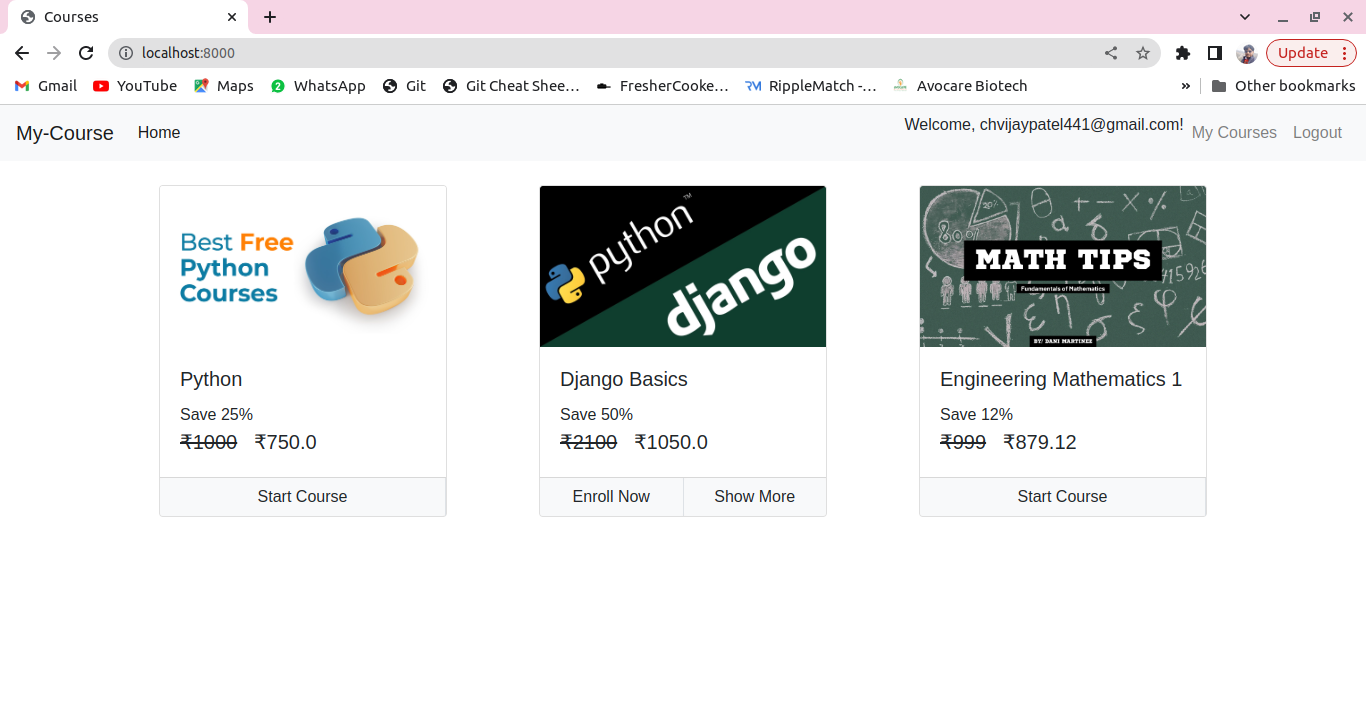 Courses
localhost:8000
Update
Gmail
YouTube
Maps
WhatsApp
Git
Git Cheat Shee…
FresherCooke…
RippleMatch -…
Avocare Biotech
»
Other bookmarks
My-Course
Home
Welcome, chvijaypatel441@gmail.com!
My Courses
Logout
Best Free
Python
Courses
Python
Save 25%
₹1000 ₹750.0
Start Course
python™
django
Django Basics
Save 50%
₹2100 ₹1050.0
Enroll Now
Show More
20%
80%
MATH TIPS
Fundamentals of Mathematics
BY/ DANI MARTINEZ
Engineering Mathematics 1
Save 12%
₹999 ₹879.12
Start Course